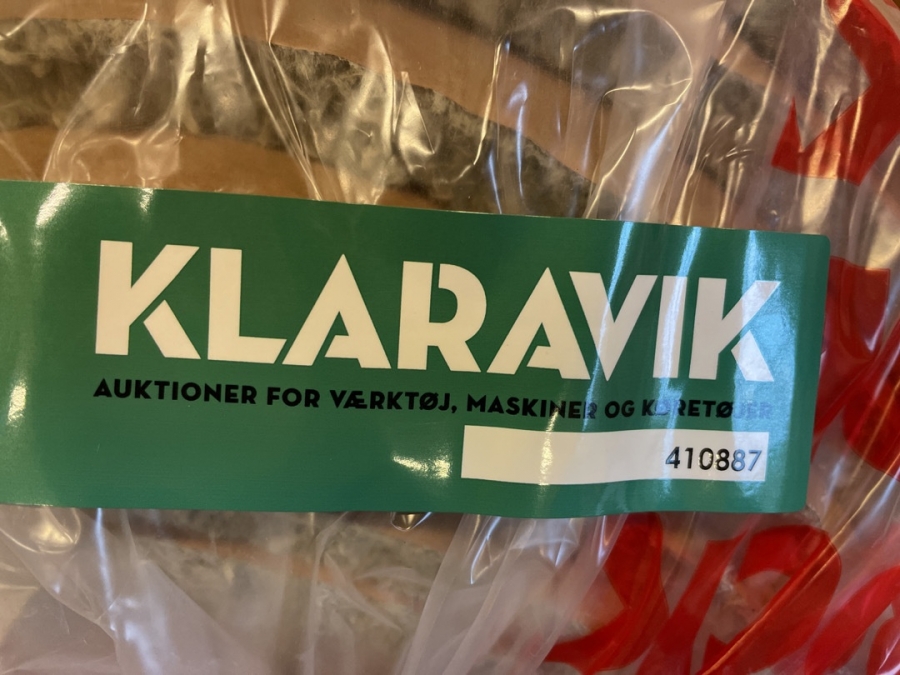 KLARAVIK
AUKTIONER FOR VÆRKTØJ, MASKINER OG KØRETØJER
410887